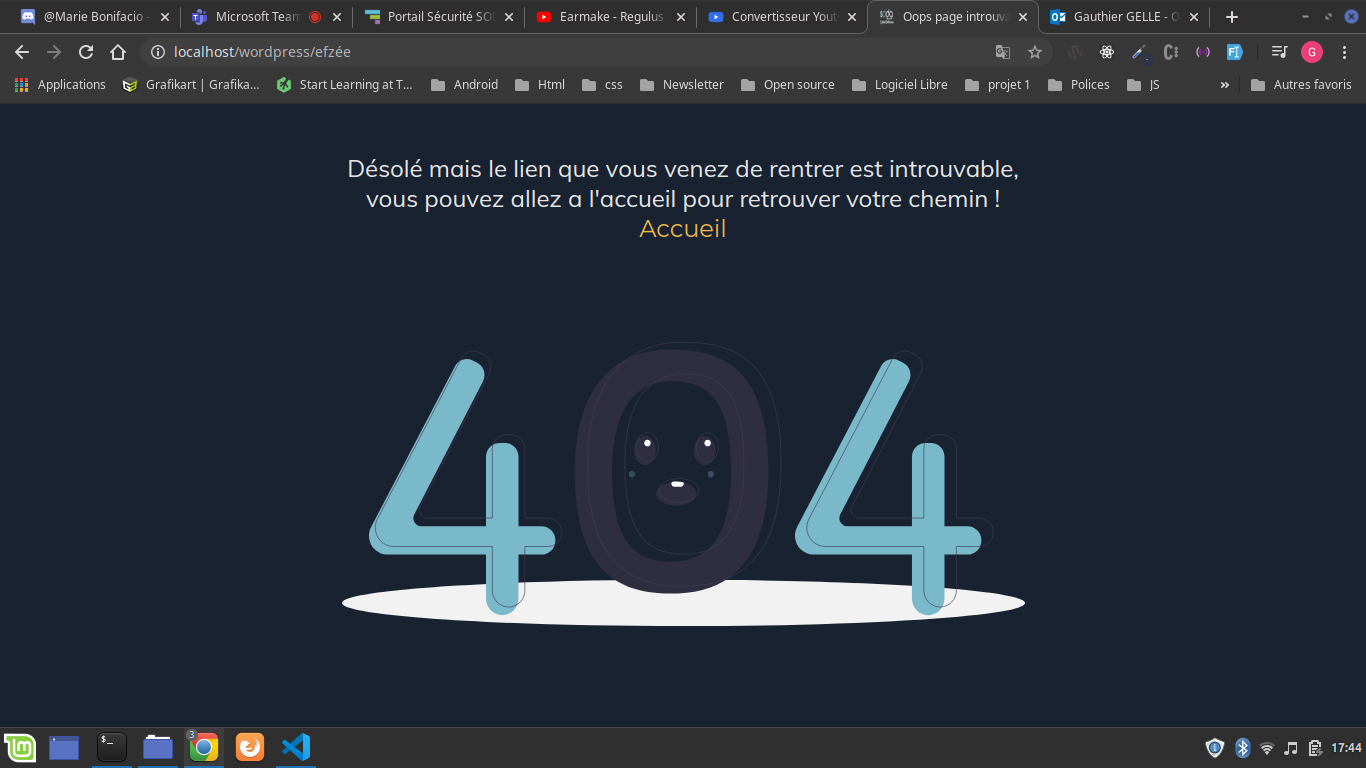 @Marie Bonifacio -
Microsoft Team
Portail Sécurité SO
Earmake - Regulus
Convertisseur Yout
Oops page introuva
Gauthier GELLE - O
localhost/wordpress/efzée
G
Applications
Grafikart | Grafika...
Start Learning at T...
Android
Html
css
Newsletter
Open source
Logiciel Libre
projet 1
Polices
JS
»
Autres favoris
Désolé mais le lien que vous venez de rentrer est introuvable,
vous pouvez allez a l'accueil pour retrouver votre chemin !
Accueil
404
3
17:44